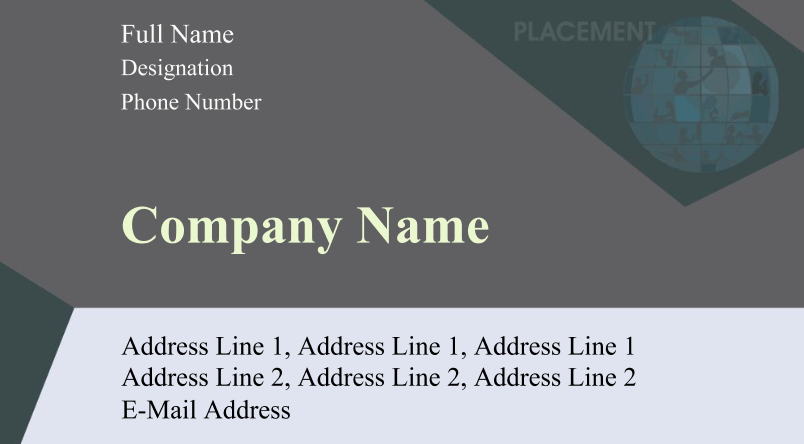 PLACEMENT
Full Name
Designation
Phone Number
Company Name
Address Line 1, Address Line 1, Address Line 1
Address Line 2, Address Line 2, Address Line 2
E-Mail Address